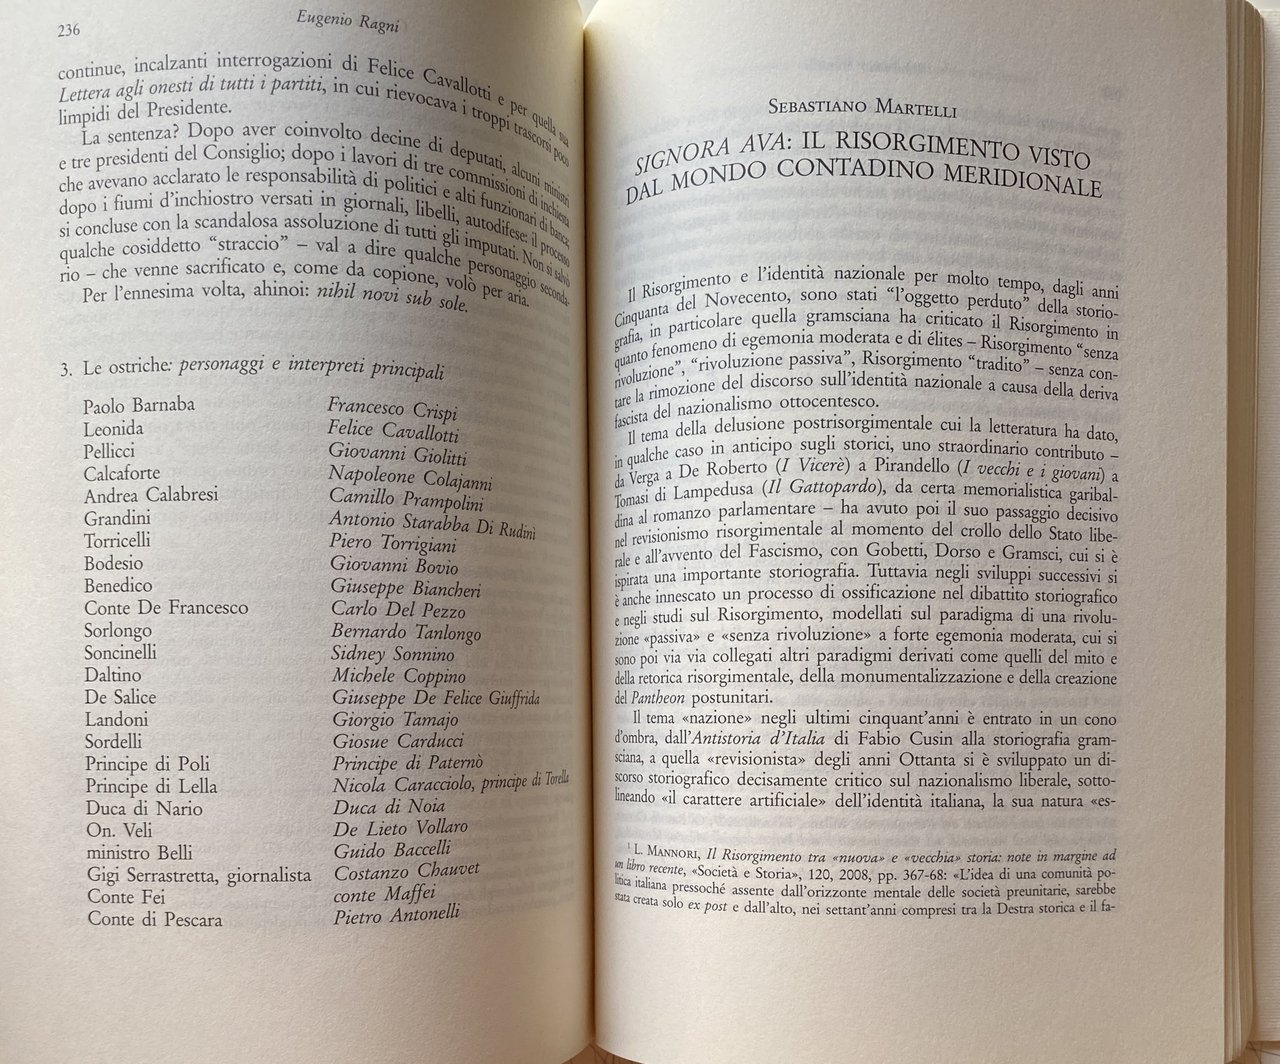 236
Eugenio Ragni
continue, incalzanti interrogazioni di Felice Cavallotti e per quella sua
Lettera agli onesti di tutti i partiti, in cui rievocava i troppi trascorsi poco
limpidi del Presidente.
La sentenza? Dopo aver coinvolto decine di deputati, alcuni ministri
e tre presidenti del Consiglio; dopo i lavori di tre commissioni di inchiesta
che avevano acclarato le responsabilità di politici e alti funzionari di banca;
dopo i fiumi d'inchiostro versati in giornali, libelli, autodifese: il processo
si concluse con la scandalosa assoluzione di tutti gli imputati. Non si salvò
qualche cosiddetto “straccio” – val a dire qualche personaggio seconda-
rio – che venne sacrificato e, come da copione, volò per aria.
Per l'ennesima volta, ahinoi: nihil novi sub sole.
3. Le ostriche: personaggi e interpreti principali
Paolo Barnaba Francesco Crispi
Leonida Felice Cavallotti
Pellicci Giovanni Giolitti
Calcaforte Napoleone Colajanni
Andrea Calabresi Camillo Prampolini
Grandini Antonio Starabba Di Rudinì
Torricelli Piero Torrigiani
Bodesio Giovanni Bovio
Benedico Giuseppe Biancheri
Conte De Francesco Carlo Del Pezzo
Sorlongo Bernardo Tanlongo
Soncinelli Sidney Sonnino
Daltino Michele Coppino
De Salice Giuseppe De Felice Giuffrida
Landoni Giorgio Tamajo
Sordelli Giosue Carducci
Principe di Poli Principe di Paternò
Principe di Lella Nicola Caracciolo, principe di Torella
Duca di Nario Duca di Noia
On. Veli De Lieto Vollaro
ministro Belli Guido Baccelli
Gigi Serrastretta, giornalista Costanzo Chauvet
Conte Fei conte Maffei
Conte di Pescara Pietro Antonelli
Sebastiano Martelli
SIGNORA AVA: IL RISORGIMENTO VISTO
DAL MONDO CONTADINO MERIDIONALE
Il Risorgimento e l'identità nazionale per molto tempo, dagli anni
Cinquanta del Novecento, sono stati “l'oggetto perduto” della storio-
grafia, in particolare quella gramsciana ha criticato il Risorgimento in
quanto fenomeno di egemonia moderata e di élites – Risorgimento “senza
rivoluzione”, “rivoluzione passiva”, Risorgimento “tradito” – senza con-
tare la rimozione del discorso sull'identità nazionale a causa della deriva
fascista del nazionalismo ottocentesco.
Il tema della delusione postrisorgimentale cui la letteratura ha dato,
in qualche caso in anticipo sugli storici, uno straordinario contributo –
da Verga a De Roberto (I Vicerè) a Pirandello (I vecchi e i giovani) a
Tomasi di Lampedusa (Il Gattopardo), da certa memorialistica garibal-
dina al romanzo parlamentare – ha avuto poi il suo passaggio decisivo
nel revisionismo risorgimentale al momento del crollo dello Stato libe-
rale e all'avvento del Fascismo, con Gobetti, Dorso e Gramsci, cui si è
ispirata una importante storiografia. Tuttavia negli sviluppi successivi si
è anche innescato un processo di ossificazione nel dibattito storiografico
e negli studi sul Risorgimento, modellati sul paradigma di una rivolu-
zione «passiva» e «senza rivoluzione» a forte egemonia moderata, cui si
sono poi via via collegati altri paradigmi derivati come quelli del mito e
della retorica risorgimentale, della monumentalizzazione e della creazione
del Pantheon postunitari.
Il tema «nazione» negli ultimi cinquant'anni è entrato in un cono
d'ombra, dall'Antistoria d'Italia di Fabio Cusin alla storiografia gram-
sciana, a quella «revisionista» degli anni Ottanta si è sviluppato un di-
scorso storiografico decisamente critico sul nazionalismo liberale, sotto-
lineando «il carattere artificiale» dell'identità italiana, la sua natura «es-
1 L. Mannori, Il Risorgimento tra «nuova» e «vecchia» storia: note in margine ad
un libro recente, «Società e Storia», 120, 2008, pp. 367-68: «L'idea di una comunità po-
litica italiana pressoché assente dall'orizzonte mentale delle società preunitarie, sarebbe
stata creata solo ex post e dall'alto, nei settant'anni compresi tra la Destra storica e il fa-